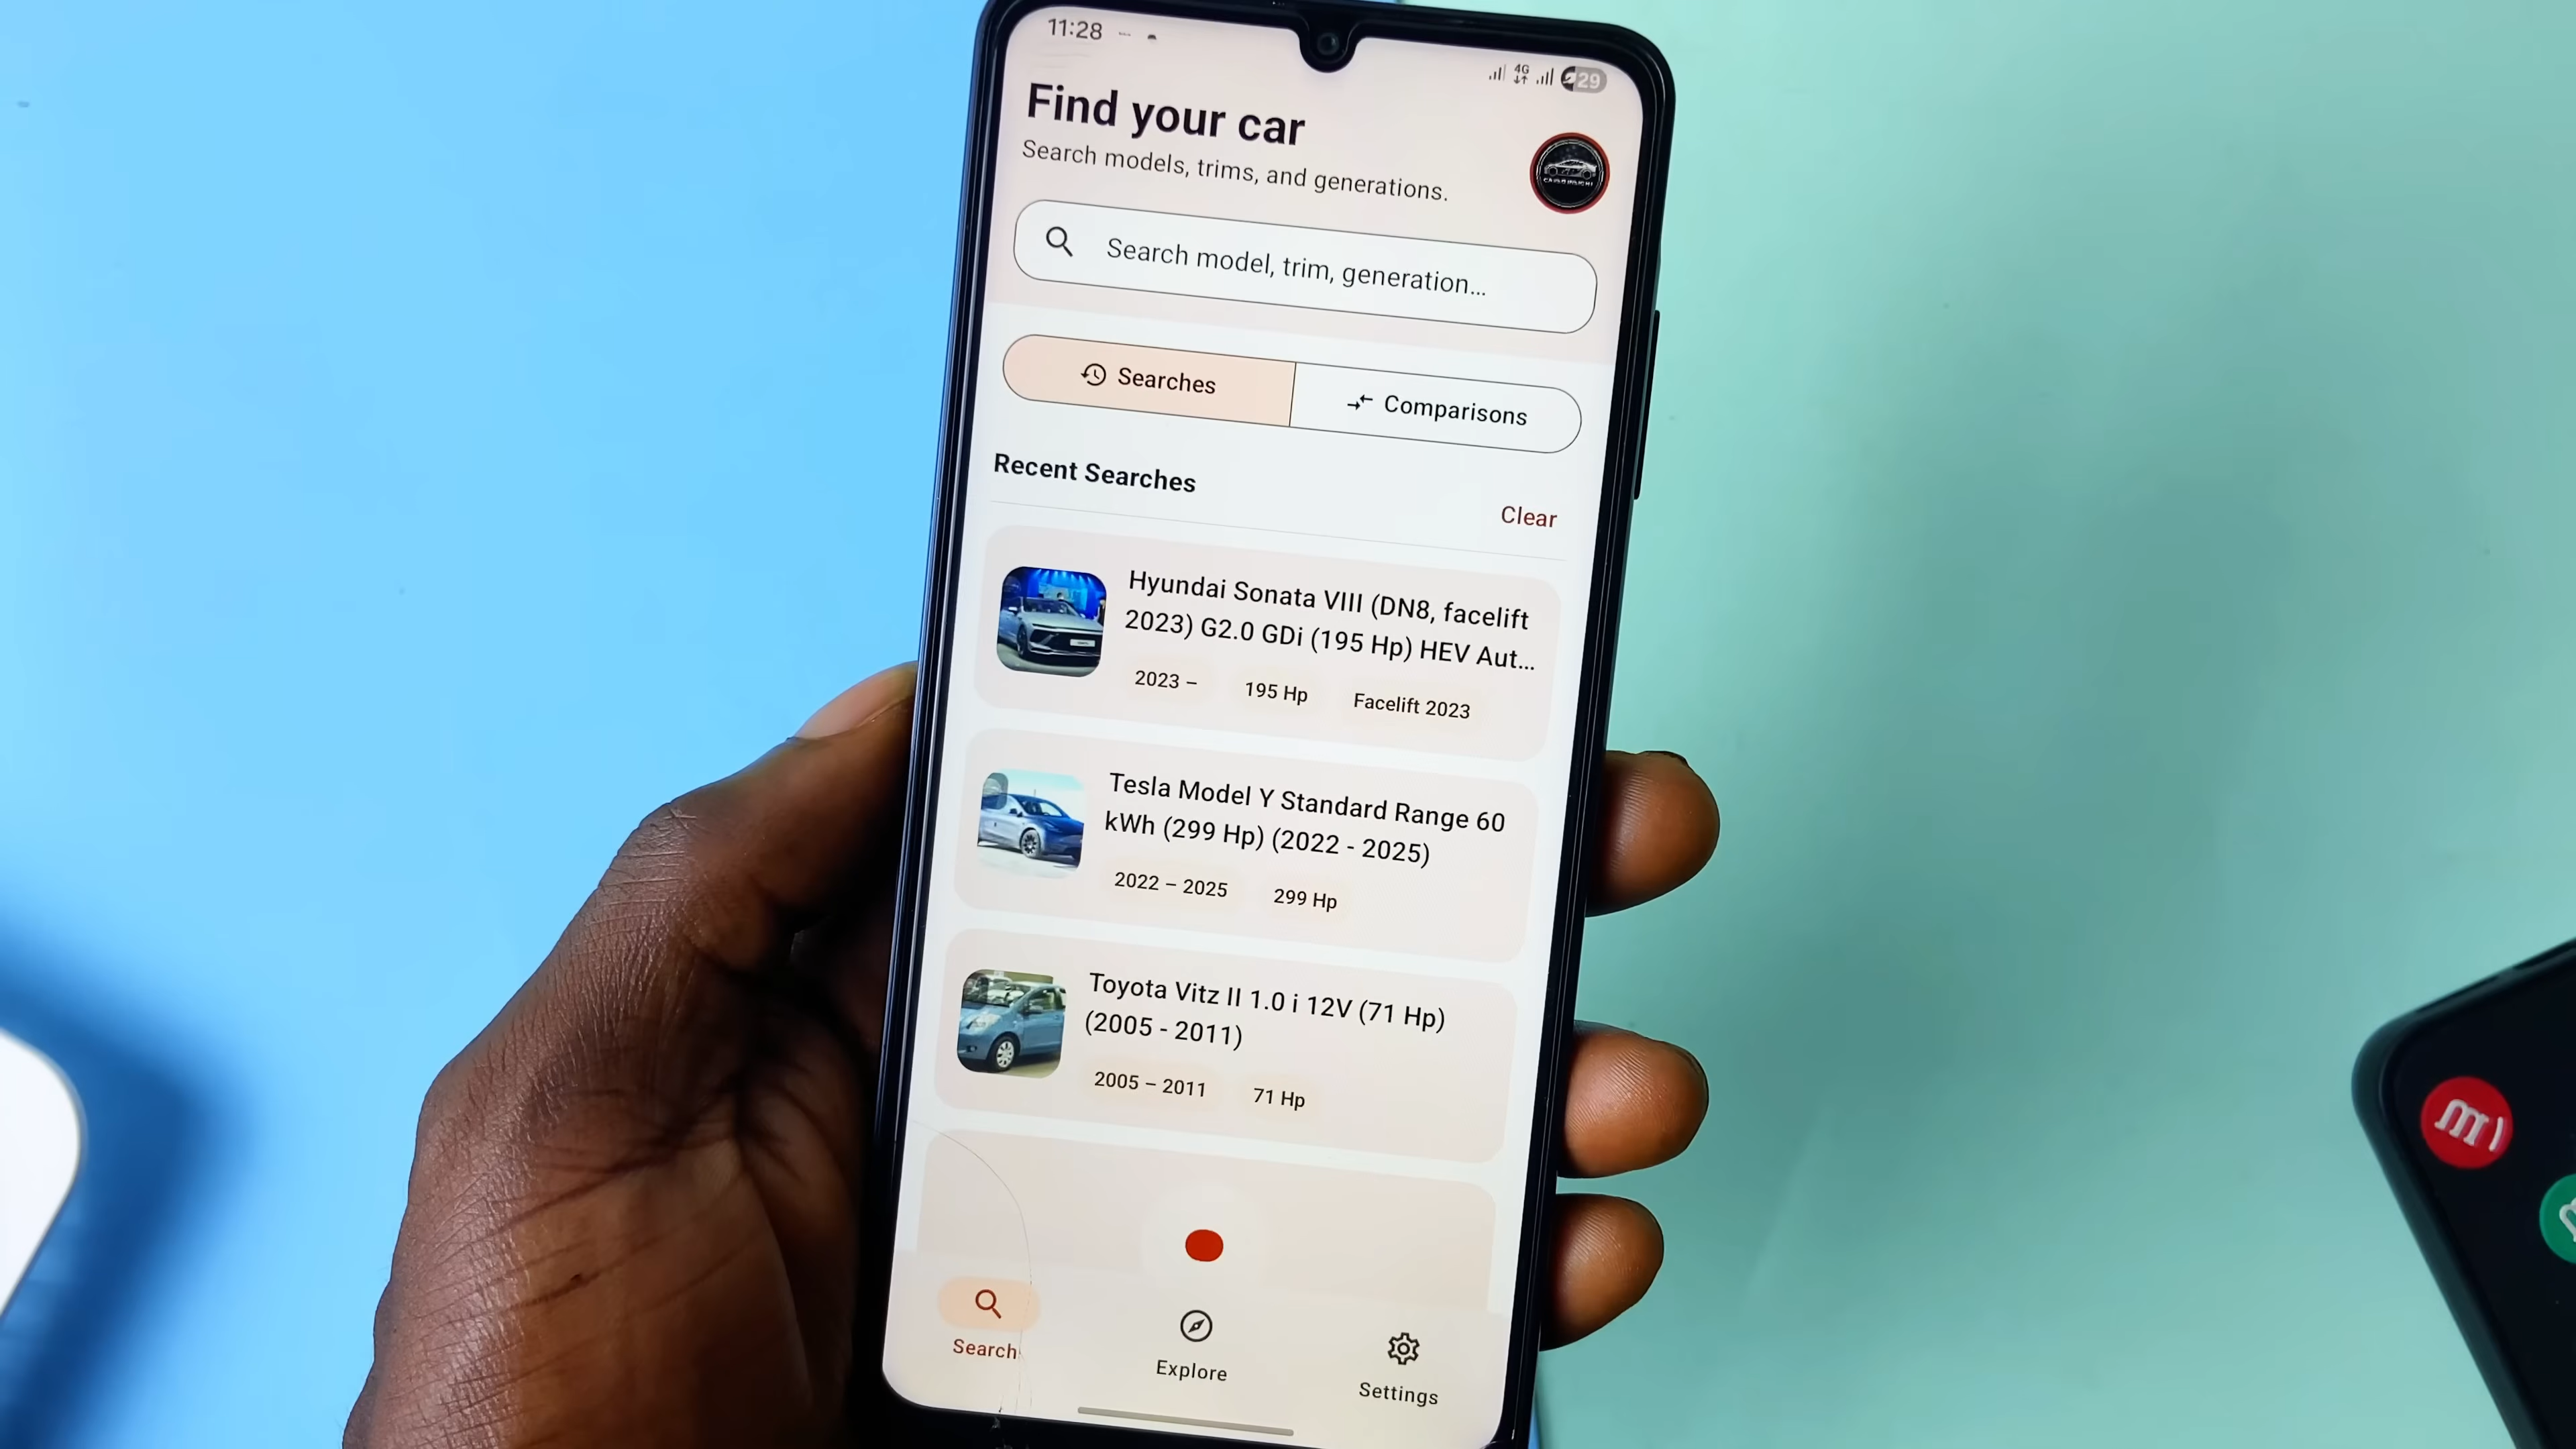 11:28
4G
29
Find your car
Search models, trims, and generations.
Search model, trim, generation...
Searches
Comparisons
Recent Searches
Clear
Hyundai Sonata VIII (DN8, facelift
2023) G2.0 GDi (195 Hp) HEV Aut...
2023 –
195 Hp
Facelift 2023
Tesla Model Y Standard Range 60
kWh (299 Hp) (2022 - 2025)
2022 – 2025
299 Hp
Toyota Vitz II 1.0 i 12V (71 Hp)
(2005 - 2011)
2005 – 2011
71 Hp
Search
Explore
Settings